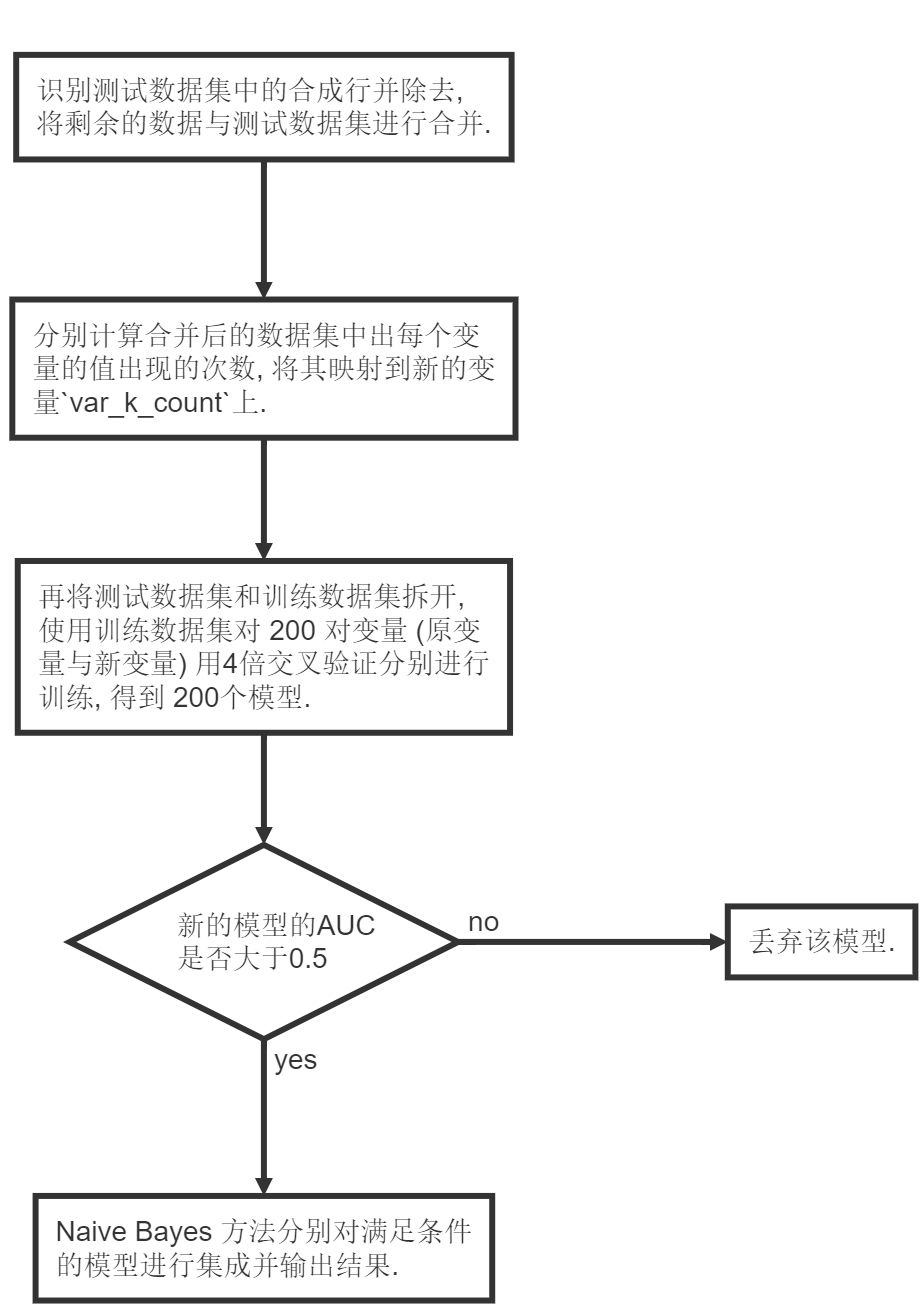 识别测试数据集中的合成行并除去,
将剩余的数据与测试数据集进行合并.
分别计算合并后的数据集中出每个变
量的值出现的次数, 将其映射到新的变
量`var_k_count`上.
再将测试数据集和训练数据集拆开,
使用训练数据集对 200 对变量 (原变
量与新变量) 用4倍交叉验证分别进行
训练, 得到 200个模型.
新的模型的AUC
是否大于0.5
no
丢弃该模型.
yes
Naive Bayes 方法分别对满足条件
的模型进行集成并输出结果.